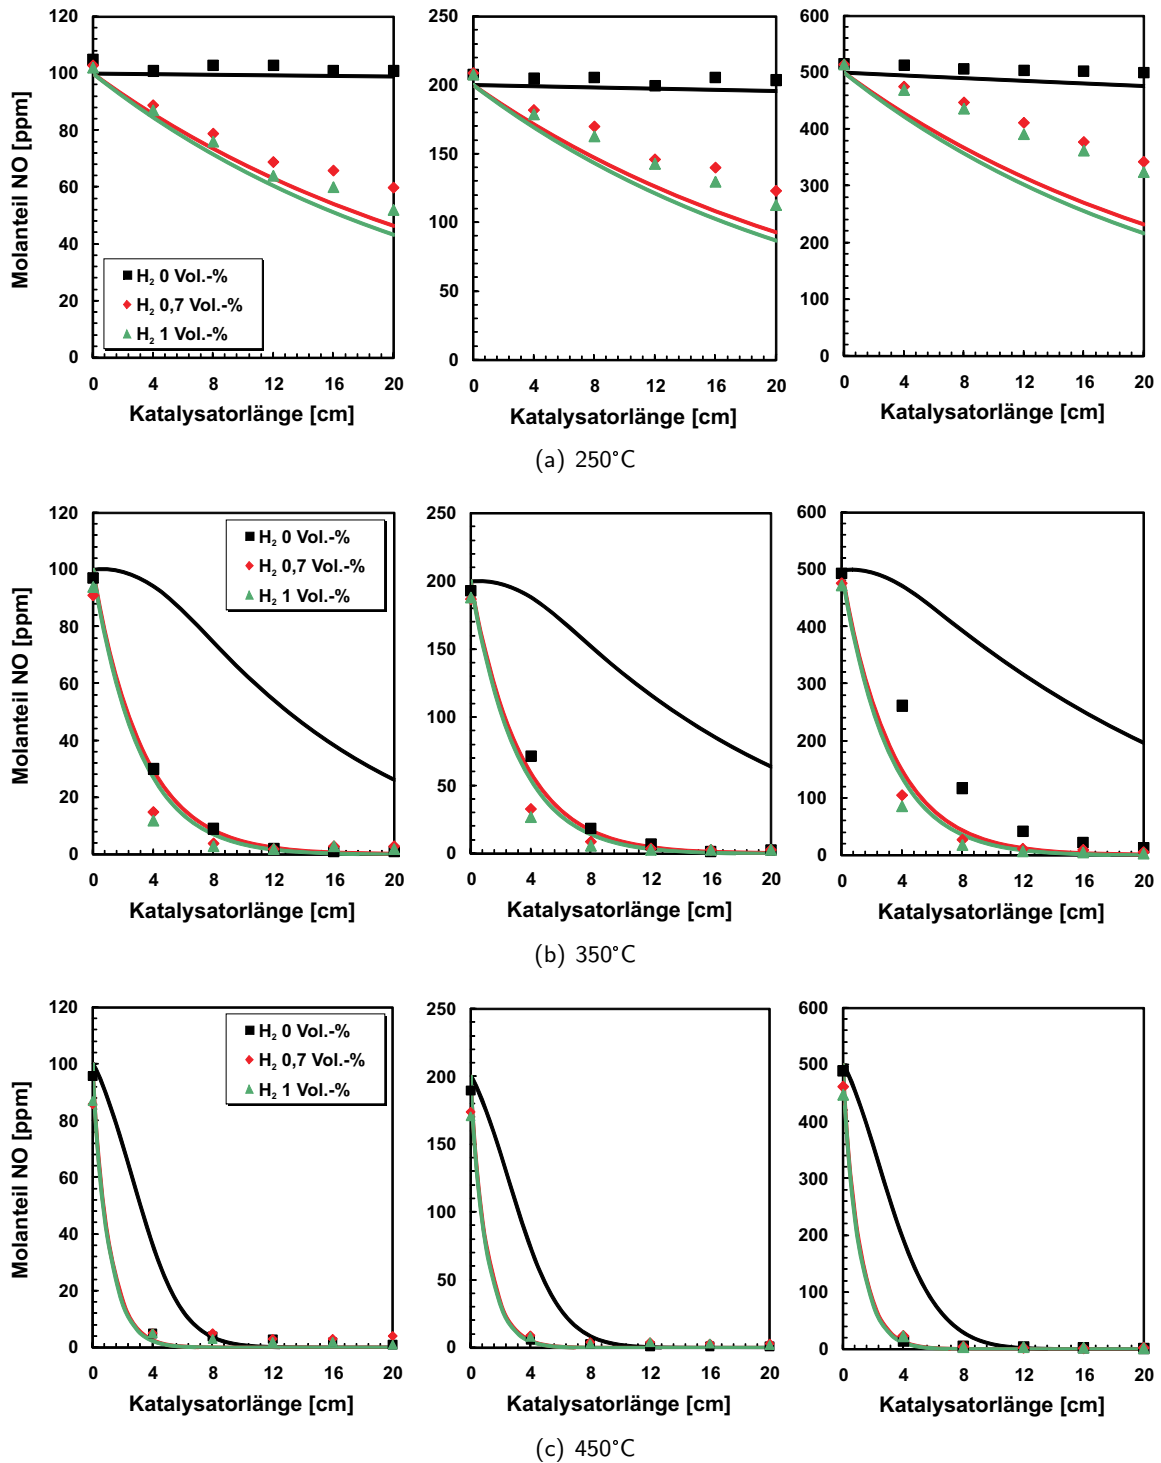 120
100
80
60
40
20
0
Molanteil NO [ppm]
H₂ 0 Vol.-%
H₂ 0,7 Vol.-%
H₂ 1 Vol.-%
0 4 8 12 16 20
Katalysatorlänge [cm]
250
200
150
100
50
0
0 4 8 12 16 20
Katalysatorlänge [cm]
600
500
400
300
200
100
0
0 4 8 12 16 20
Katalysatorlänge [cm]
(a) 250°C
120
100
80
60
40
20
0
Molanteil NO [ppm]
H₂ 0 Vol.-%
H₂ 0,7 Vol.-%
H₂ 1 Vol.-%
0 4 8 12 16 20
Katalysatorlänge [cm]
250
200
150
100
50
0
0 4 8 12 16 20
Katalysatorlänge [cm]
600
500
400
300
200
100
0
0 4 8 12 16 20
Katalysatorlänge [cm]
(b) 350°C
120
100
80
60
40
20
0
Molanteil NO [ppm]
H₂ 0 Vol.-%
H₂ 0,7 Vol.-%
H₂ 1 Vol.-%
0 4 8 12 16 20
Katalysatorlänge [cm]
250
200
150
100
50
0
0 4 8 12 16 20
Katalysatorlänge [cm]
600
500
400
300
200
100
0
0 4 8 12 16 20
Katalysatorlänge [cm]
(c) 450°C